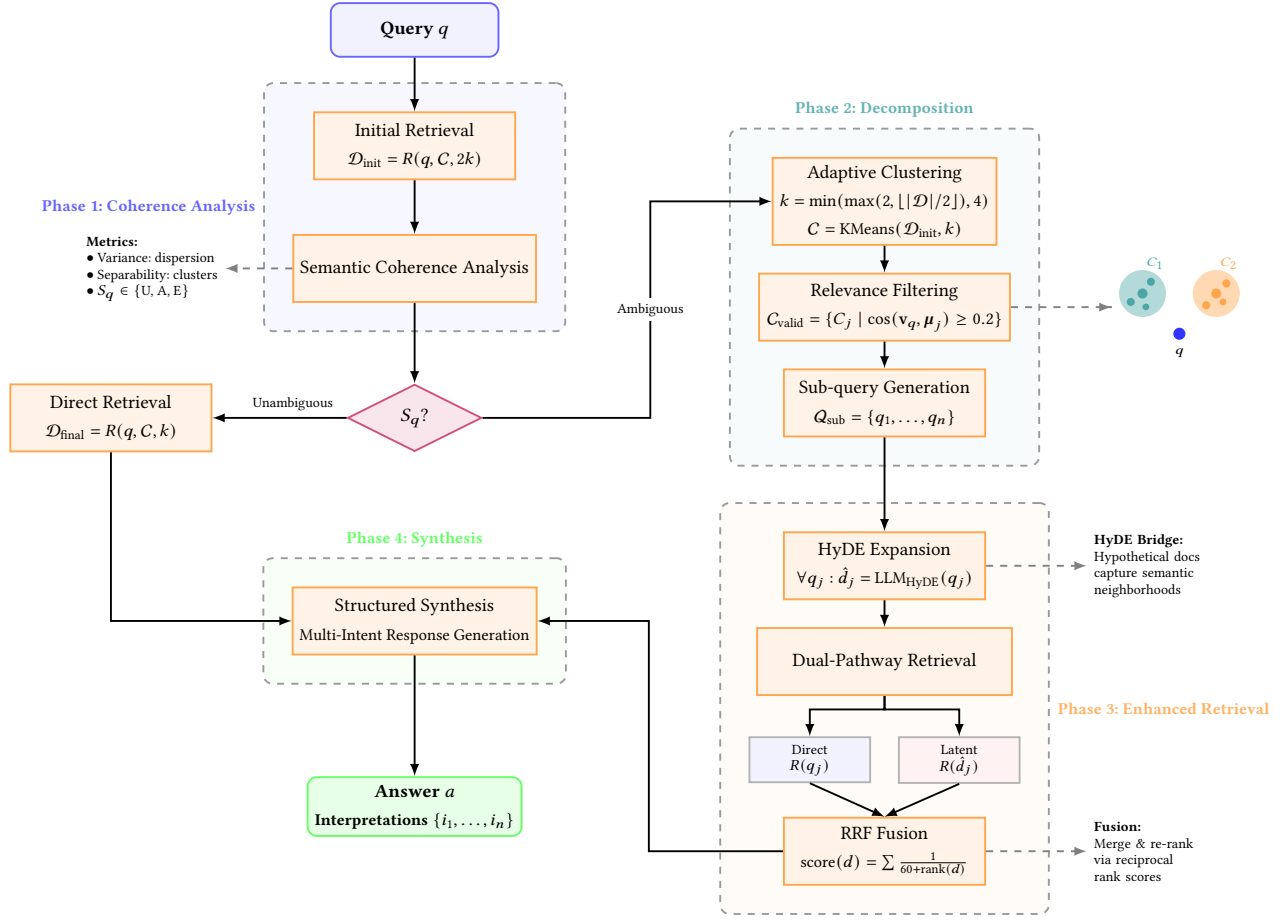 Query q
Phase 1: Coherence Analysis
Initial Retrieval
𝒟_init = R(q, C, 2k)
Semantic Coherence Analysis
Metrics:
• Variance: dispersion
• Separability: clusters
• S_q ∈ {U, A, E}
S_q?
Unambiguous
Ambiguous
Direct Retrieval
𝒟_final = R(q, C, k)
Phase 2: Decomposition
Adaptive Clustering
k = min(max(2, ⌊|𝒟|/2⌋), 4)
C = KMeans(𝒟_init, k)
Relevance Filtering
C_valid = {C_j | cos(v_q, μ_j) ≥ 0.2}
Sub-query Generation
Q_sub = {q_1, . . . , q_n}
C_1
C_2
q
HyDE Expansion
∀q_j : d̂_j = LLM_HyDE(q_j)
HyDE Bridge:
Hypothetical docs
capture semantic
neighborhoods
Dual-Pathway Retrieval
Phase 3: Enhanced Retrieval
Direct
R(q_j)
Latent
R(d̂_j)
RRF Fusion
score(d) = ∑ 1/(60+rank(d))
Fusion:
Merge & re-rank
via reciprocal
rank scores
Phase 4: Synthesis
Structured Synthesis
Multi-Intent Response Generation
Answer a
Interpretations {i_1, . . . , i_n}